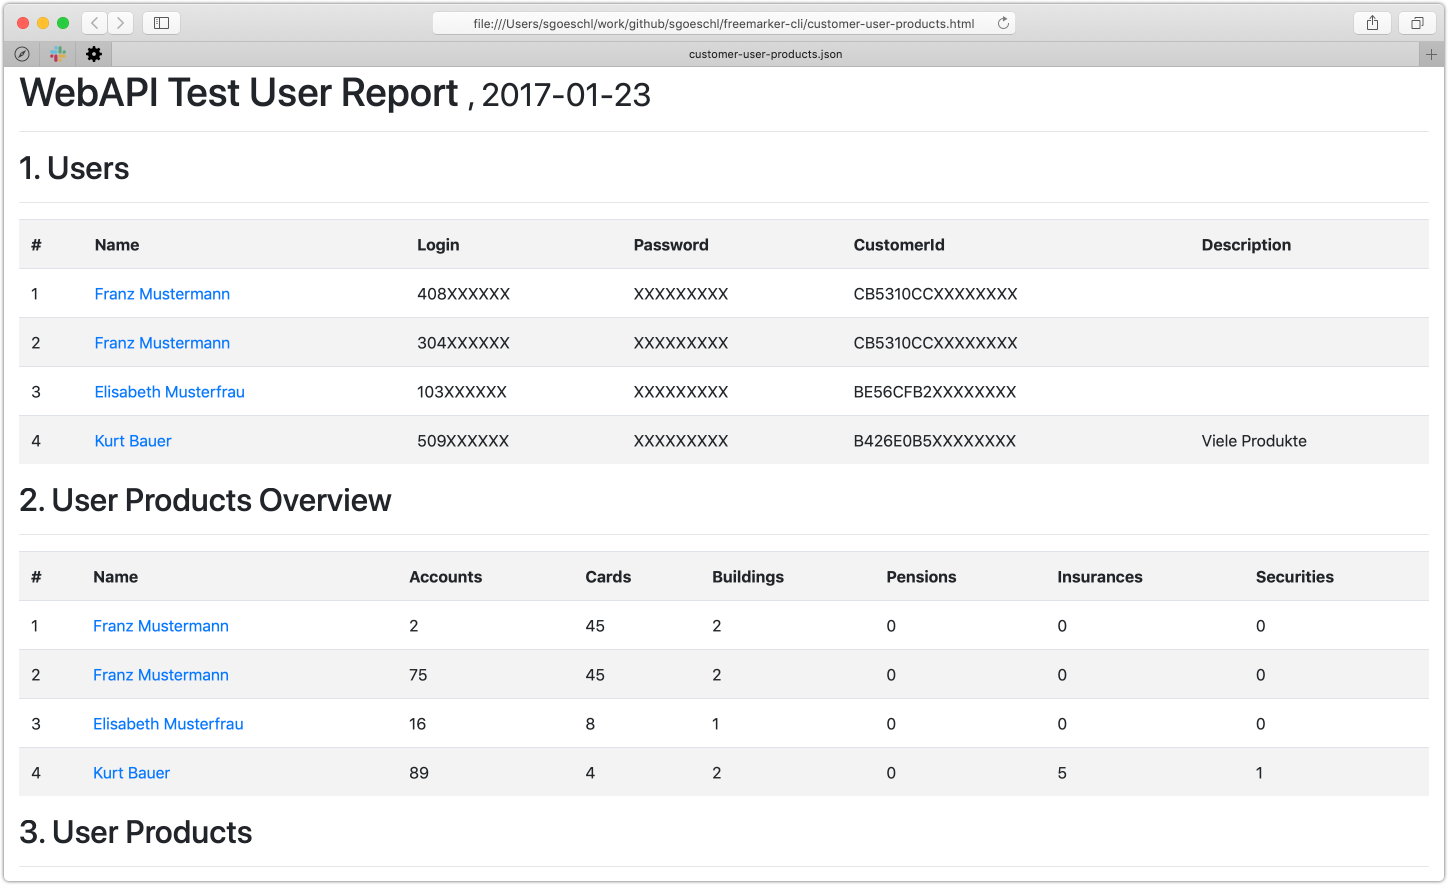 file:///Users/sgoeschl/work/github/sgoeschl/freemarker-cli/customer-user-products.html
customer-user-products.json
WebAPI Test User Report , 2017-01-23
1. Users
# Name Login Password CustomerId Description
1 Franz Mustermann 408XXXXXX XXXXXXXXX CB5310CCXXXXXXXX
2 Franz Mustermann 304XXXXXX XXXXXXXXX CB5310CCXXXXXXXX
3 Elisabeth Musterfrau 103XXXXXX XXXXXXXXX BE56CFB2XXXXXXXX
4 Kurt Bauer 509XXXXXX XXXXXXXXX B426E0B5XXXXXXXX Viele Produkte
2. User Products Overview
# Name Accounts Cards Buildings Pensions Insurances Securities
1 Franz Mustermann 2 45 2 0 0 0
2 Franz Mustermann 75 45 2 0 0 0
3 Elisabeth Musterfrau 16 8 1 0 0 0
4 Kurt Bauer 89 4 2 0 5 1
3. User Products